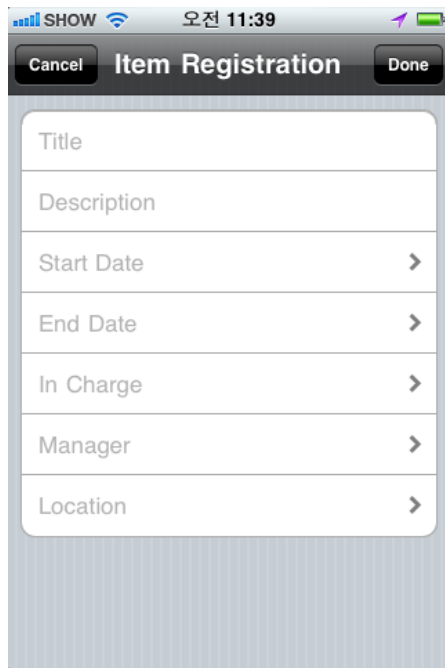 SHOW 오전 11:39
Cancel Item Registration Done
Title
Description
Start Date
End Date
In Charge
Manager
Location